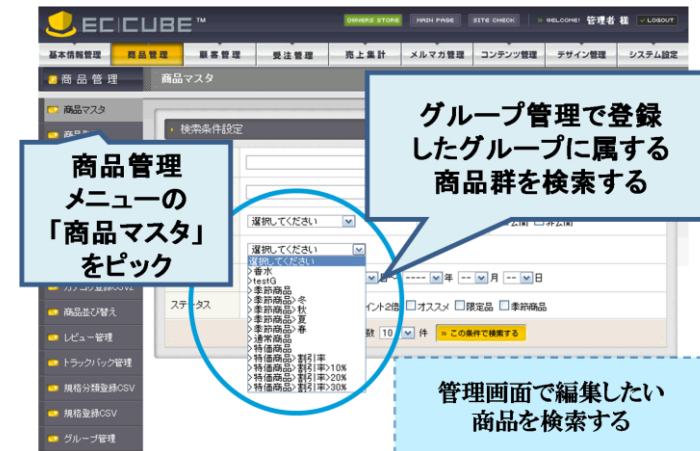 EC CUBE™
OWNERS STORE MAIN PAGE SITE CHECK » WELCOME! 管理者 様 LOGOUT
基本情報管理 商品管理 顧客管理 受注管理 売上集計 メルマガ管理 コンテンツ管理 デザイン管理 システム設定
商品管理 商品マスタ
商品マスタ
検索条件設定
グループ管理で登録
したグループに属する
商品群を検索する
商品管理
メニューの
「商品マスタ」
をピック
選択してください
選択してください
選択してください
>香水
>testG
>季節商品
>季節商品>冬
>季節商品>秋
>季節商品>夏
>季節商品>春
>通常商品
>特価商品
>特価商品>割引率
>特価商品>割引率>10%
>特価商品>割引率>20%
>特価商品>割引率>30%
---- 年 -- 月 -- 日
ステータス
イント2倍 オススメ 限定品 季節商品
数 10 件 » この条件で検索する
商品並び替え
レビュー管理
トラックバック管理
規格分類登録CSV
規格登録CSV
グループ管理
管理画面で編集したい
商品を検索する